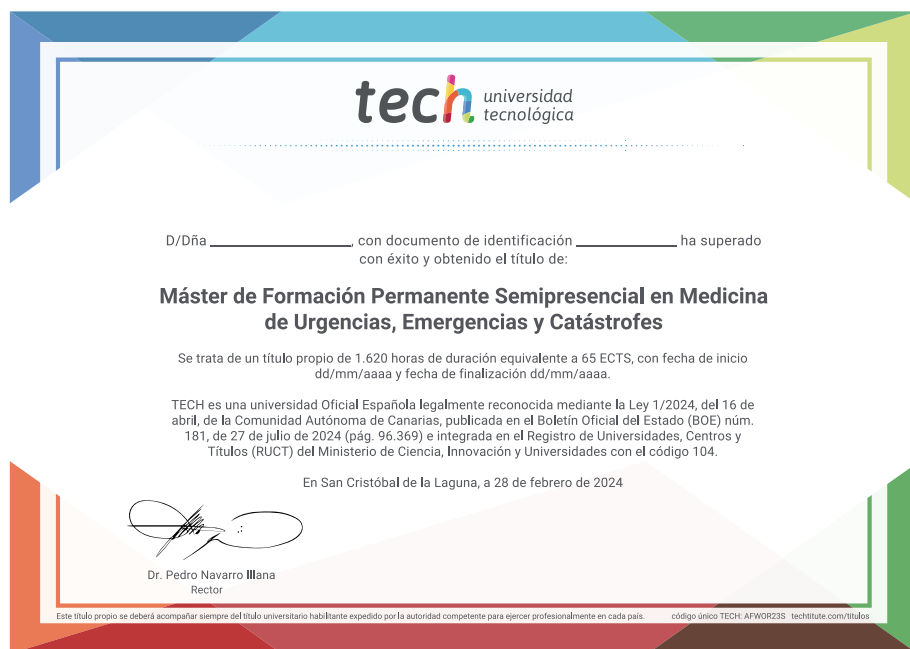 tech universidad
tecnológica
D/Dña ____________________, con documento de identificación ______________ ha superado
con éxito y obtenido el título de:
Máster de Formación Permanente Semipresencial en Medicina
de Urgencias, Emergencias y Catástrofes
Se trata de un título propio de 1.620 horas de duración equivalente a 65 ECTS, con fecha de inicio
dd/mm/aaaa y fecha de finalización dd/mm/aaaa.
TECH es una universidad Oficial Española legalmente reconocida mediante la Ley 1/2024, del 16 de
abril, de la Comunidad Autónoma de Canarias, publicada en el Boletín Oficial del Estado (BOE) núm.
181, de 27 de julio de 2024 (pág. 96.369) e integrada en el Registro de Universidades, Centros y
Títulos (RUCT) del Ministerio de Ciencia, Innovación y Universidades con el código 104.
En San Cristóbal de la Laguna, a 28 de febrero de 2024
Dr. Pedro Navarro Illana
Rector
Este título propio se deberá acompañar siempre del título universitario habilitante expedido por la autoridad competente para ejercer profesionalmente en cada país. código único TECH: AFWOR23S techtitute.com/titulos